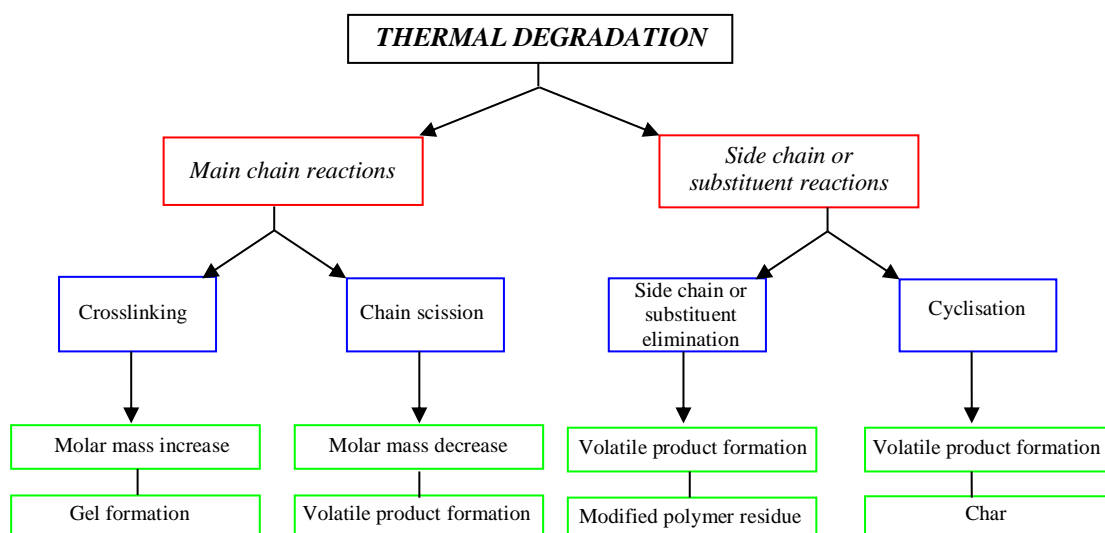 THERMAL DEGRADATION
Main chain reactions
Side chain or
substituent reactions
Crosslinking
Chain scission
Side chain or
substituent
elimination
Cyclisation
Molar mass increase
Molar mass decrease
Volatile product formation
Volatile product formation
Gel formation
Volatile product formation
Modified polymer residue
Char